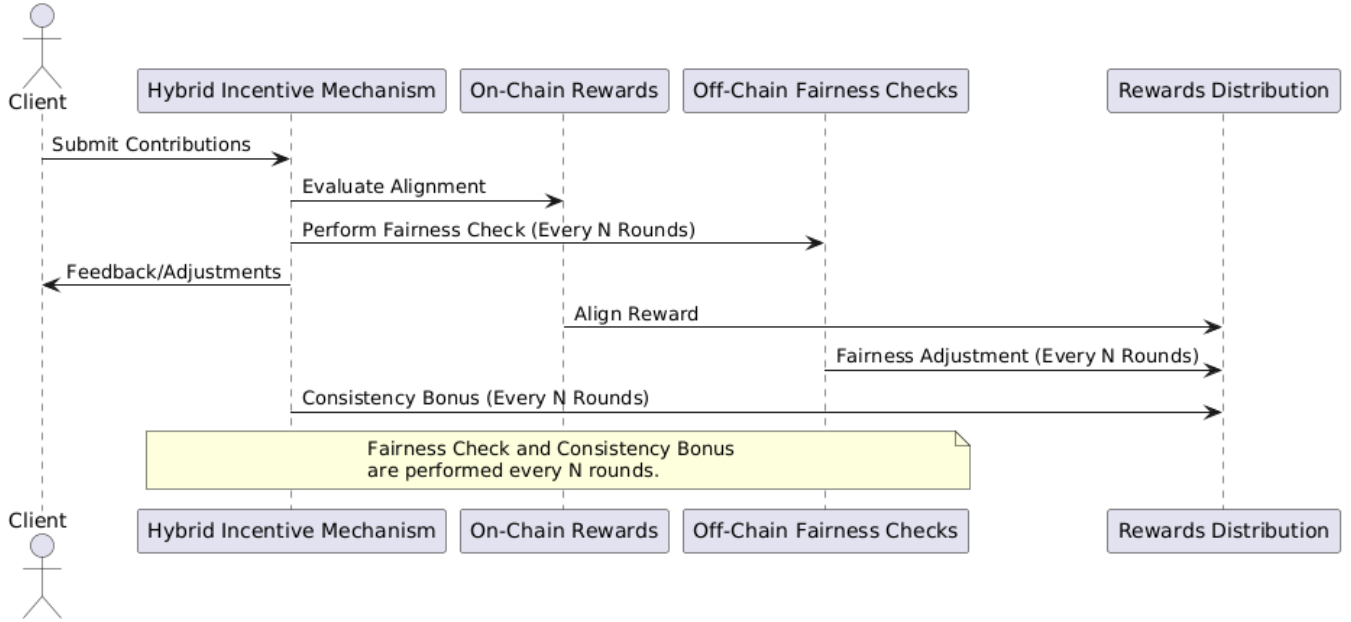 Client
Hybrid Incentive Mechanism
On-Chain Rewards
Off-Chain Fairness Checks
Rewards Distribution
Submit Contributions
Evaluate Alignment
Perform Fairness Check (Every N Rounds)
Feedback/Adjustments
Align Reward
Fairness Adjustment (Every N Rounds)
Consistency Bonus (Every N Rounds)
Fairness Check and Consistency Bonus
are performed every N rounds.
Client
Hybrid Incentive Mechanism
On-Chain Rewards
Off-Chain Fairness Checks
Rewards Distribution